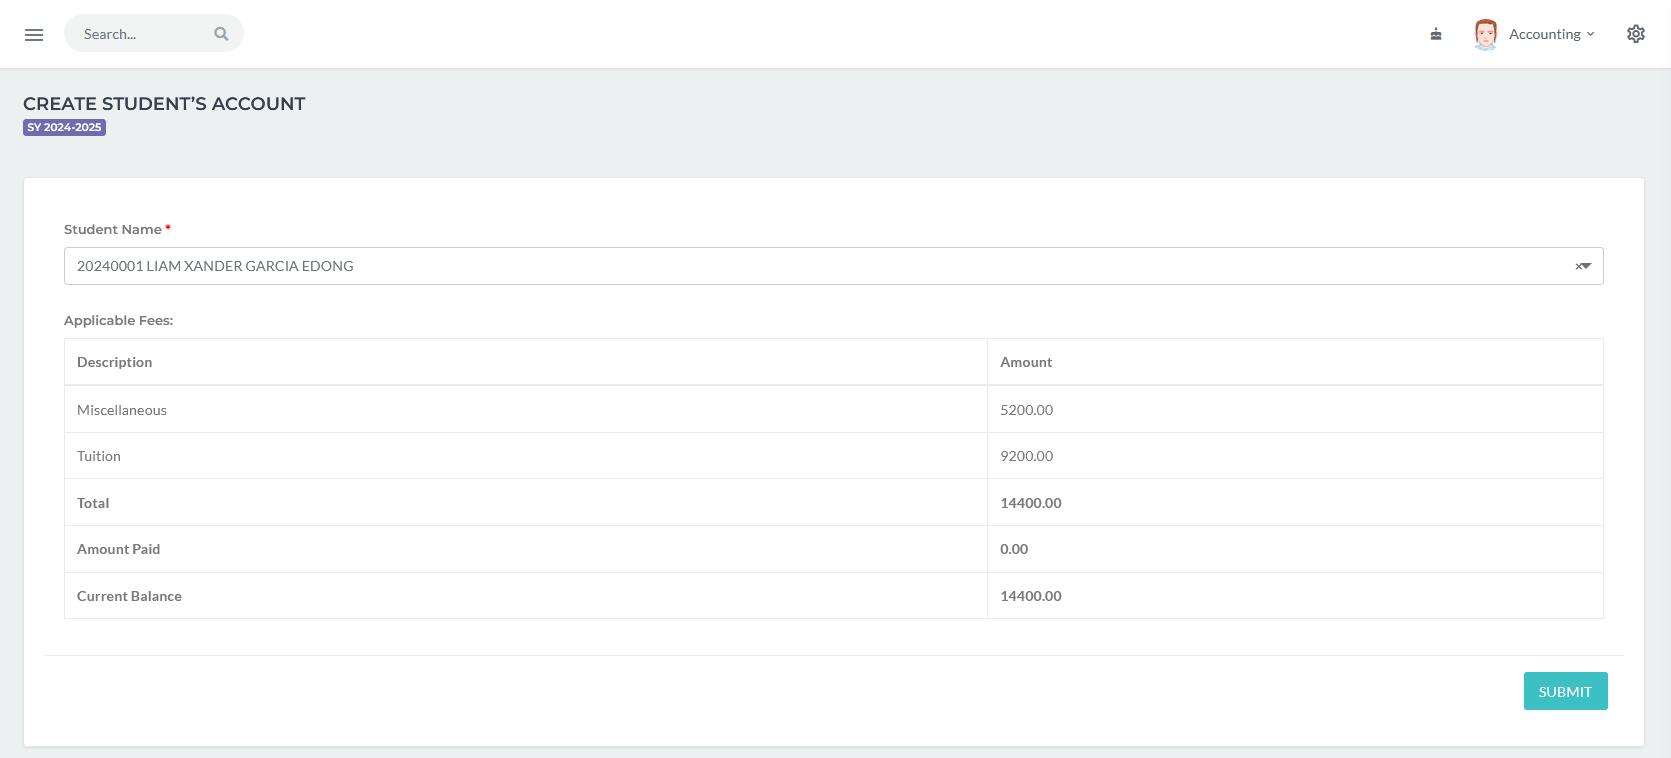 Search...
Accounting
CREATE STUDENT’S ACCOUNT
SY 2024-2025
Student Name *
20240001 LIAM XANDER GARCIA EDONG
×
Applicable Fees:
Description Amount
Miscellaneous 5200.00
Tuition 9200.00
Total 14400.00
Amount Paid 0.00
Current Balance 14400.00
SUBMIT